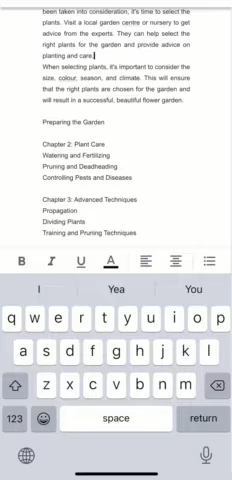 been taken into consideration, it's time to select the
plants. Visit a local garden centre or nursery to get
advice from the experts. They can help select the
right plants for the garden and provide advice on
planting and care.
When selecting plants, it's important to consider the
size, colour, season, and climate. This will ensure
that the right plants are chosen for the garden and
will result in a successful, beautiful flower garden.
Preparing the Garden
Chapter 2: Plant Care
Watering and Fertilizing
Pruning and Deadheading
Controlling Pests and Diseases
Chapter 3: Advanced Techniques
Propagation
Dividing Plants
Training and Pruning Techniques
B I U A
I Yea You
q w e r t y u i o p
a s d f g h j k l
z x c v b n m
123 space return